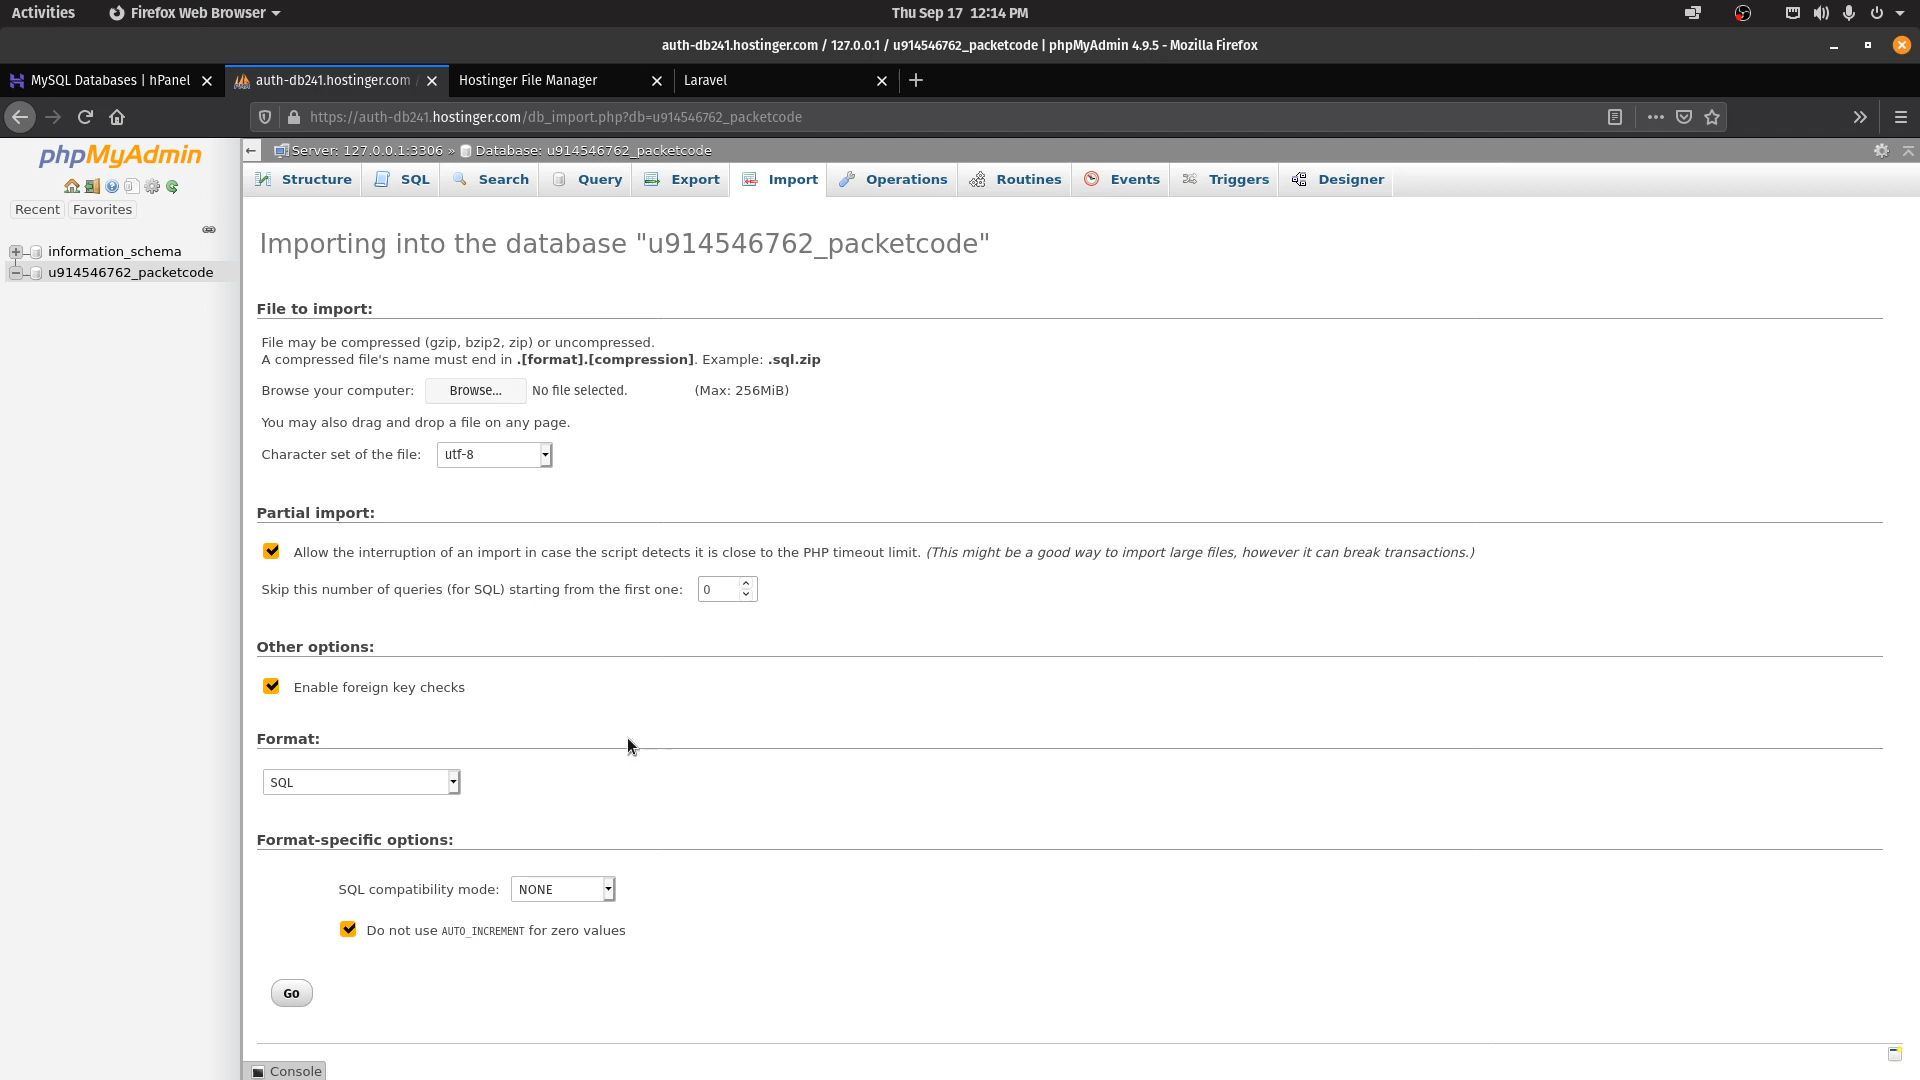 Activities
Firefox Web Browser
Thu Sep 17 12:14 PM
auth-db241.hostinger.com / 127.0.0.1 / u914546762_packetcode | phpMyAdmin 4.9.5 - Mozilla Firefox
MySQL Databases | hPanel
auth-db241.hostinger.com /
Hostinger File Manager
Laravel
https://auth-db241.hostinger.com/db_import.php?db=u914546762_packetcode
phpMyAdmin
Recent
Favorites
information_schema
u914546762_packetcode
Server: 127.0.0.1:3306 » Database: u914546762_packetcode
Structure
SQL
Search
Query
Export
Import
Operations
Routines
Events
Triggers
Designer
Importing into the database "u914546762_packetcode"
File to import:
File may be compressed (gzip, bzip2, zip) or uncompressed.
A compressed file's name must end in .[format].[compression]. Example: .sql.zip
Browse your computer: Browse... No file selected. (Max: 256MiB)
You may also drag and drop a file on any page.
Character set of the file: utf-8
Partial import:
Allow the interruption of an import in case the script detects it is close to the PHP timeout limit. (This might be a good way to import large files, however it can break transactions.)
Skip this number of queries (for SQL) starting from the first one: 0
Other options:
Enable foreign key checks
Format:
SQL
Format-specific options:
SQL compatibility mode: NONE
Do not use AUTO_INCREMENT for zero values
Go
Console